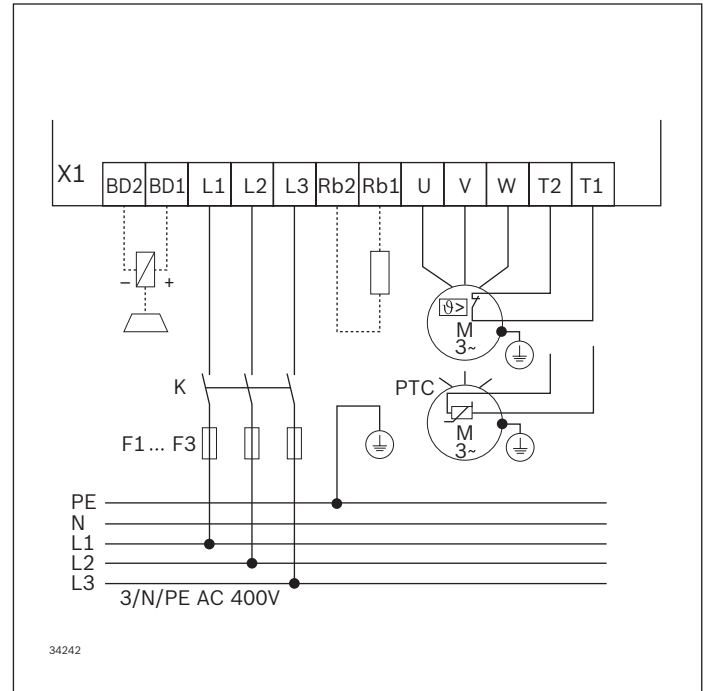 X1
BD2 BD1 L1 L2 L3 Rb2 Rb1 U V W T2 T1
– +
ϑ>
M
3~
K
PTC
F1 ... F3
M
3~
PE
N
L1
L2
L3
3/N/PE AC 400V
34242